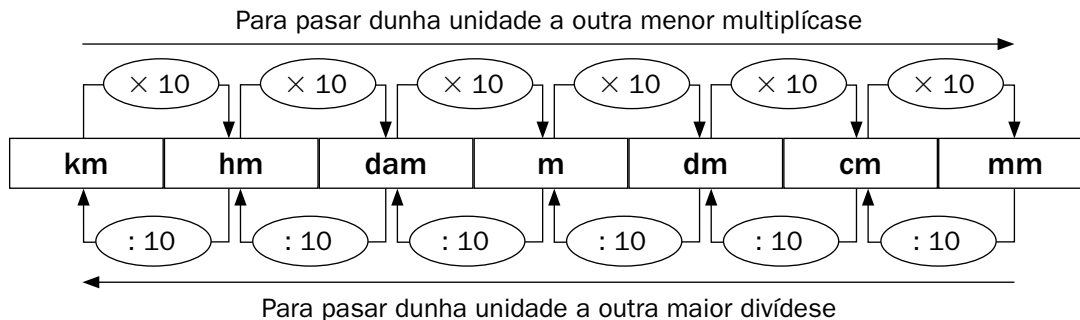 Para pasar dunha unidade a outra menor multiplícase
× 10 × 10 × 10 × 10 × 10 × 10
km hm dam m dm cm mm
: 10 : 10 : 10 : 10 : 10 : 10
Para pasar dunha unidade a outra maior divídese